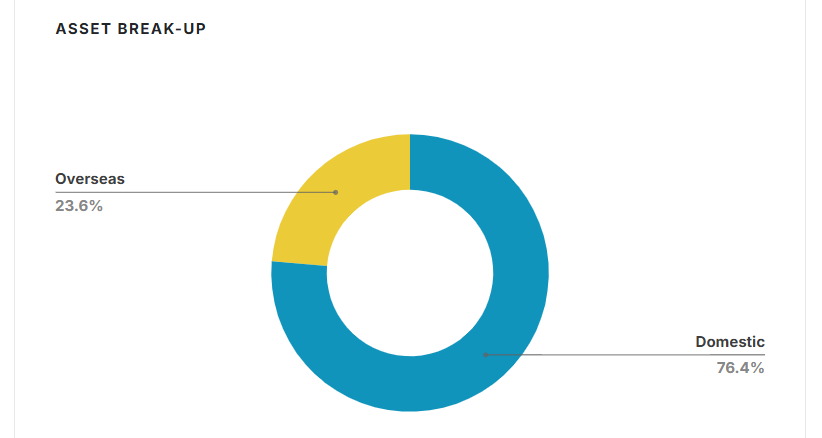 ASSET BREAK-UP
Overseas
23.6%
Domestic
76.4%